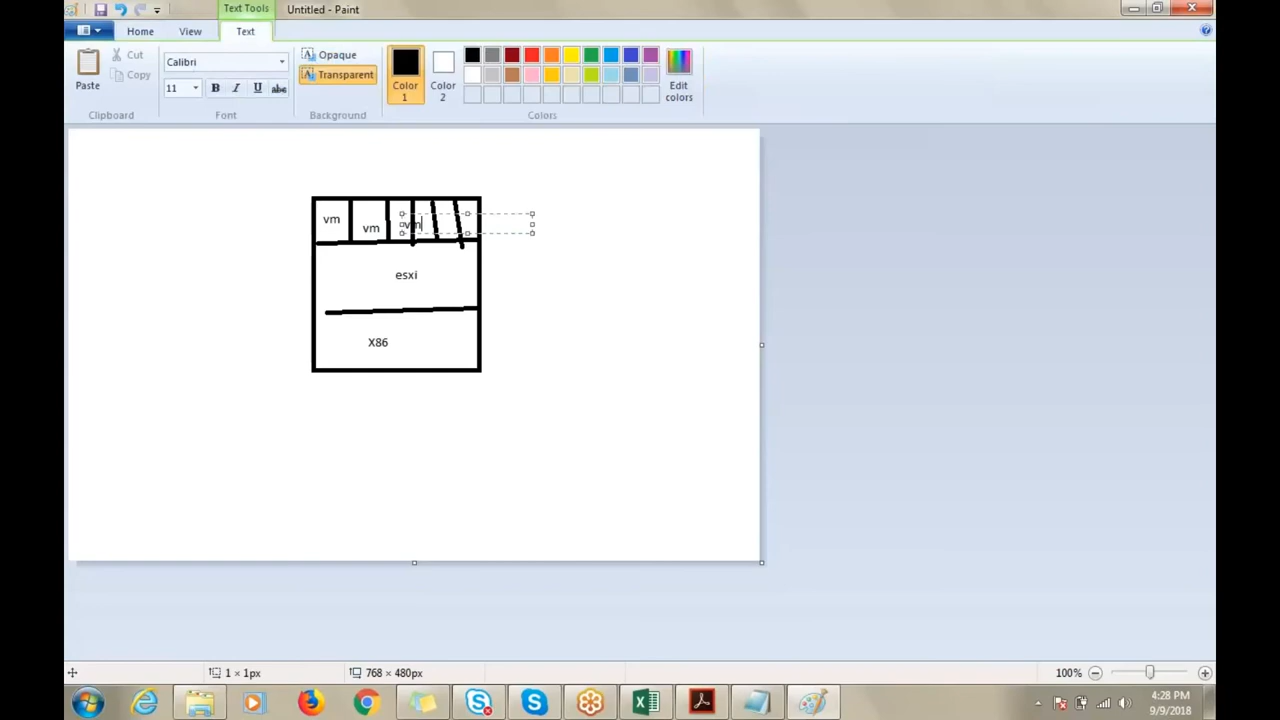 Text Tools
Untitled - Paint
Home
View
Text
Paste
Cut
Copy
Clipboard
Calibri
11
B
I
U
abc
Font
Opaque
Transparent
Background
Color
1
Color
2
Edit
colors
Colors
vm
vm
vm
esxi
X86
1 × 1px
768 × 480px
100%
4:28 PM
9/9/2018